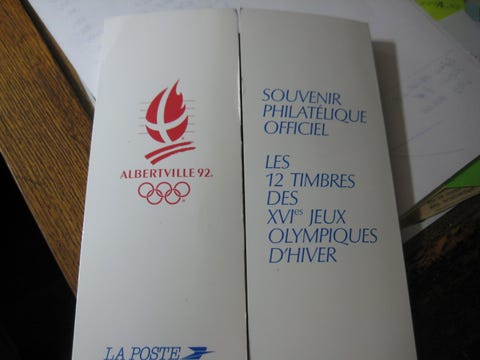 ALBERTVILLE 92
LA POSTE
SOUVENIR
PHILATÉLIQUE
OFFICIEL
LES
12 TIMBRES
DES
XVIes JEUX
OLYMPIQUES
D'HIVER